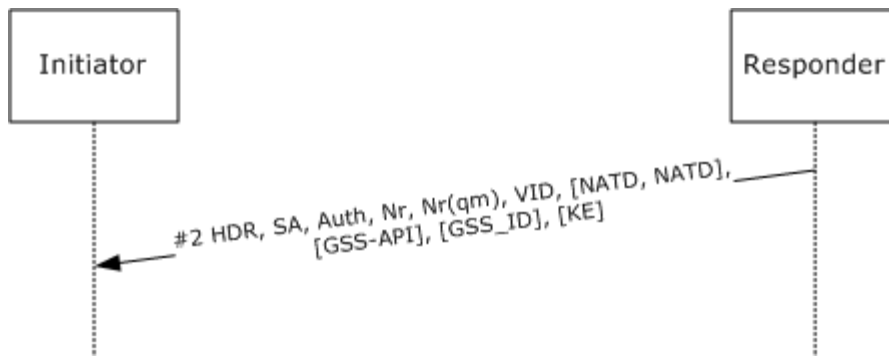 Initiator
Responder
#2 HDR, SA, Auth, Nr, Nr(qm), VID, [NATD, NATD],
[GSS-API], [GSS_ID], [KE]